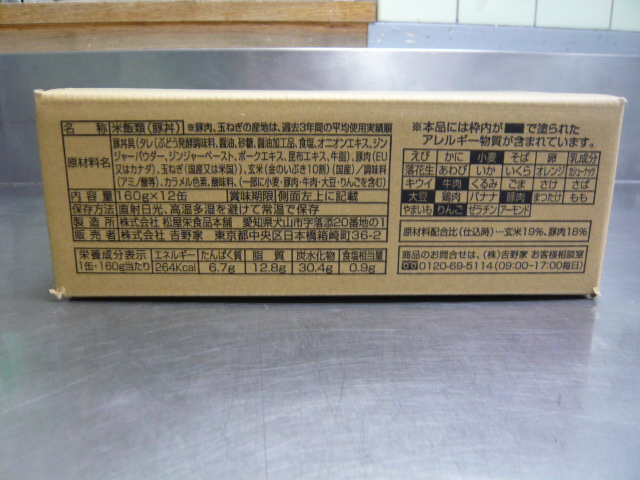 名 称 米飯類（豚丼） ※豚肉、玉ねぎの産地は、過去3年間の平均使用実績順
原材料名
豚丼具（タレ（ぶどう発酵調味料、醤油、砂糖、醤油加工品、食塩、オニオンエキス、ジン
ジャーパウダー、ジンジャーペースト、ポークエキス、昆布エキス、牛脂）、豚肉（EU
又はカナダ）、玉ねぎ（国産又は米国））、玄米（金のいぶき10割）（国産）／調味料
（アミノ酸等）、カラメル色素、酸味料、（一部に小麦・豚肉・牛肉・大豆・りんごを含む）
内容量 160g×12缶 賞味期限 側面左上に記載
保存方法 直射日光、高温多湿を避けて常温で保存
製造所 株式会社 松屋栄食品本舗 愛知県犬山市字落添20番地の1
販売者 株式会社 吉野家 東京都中央区日本橋箱崎町36-2
栄養成分表示 エネルギー たんぱく質 脂質 炭水化物 食塩相当量
1缶・160g当たり 264Kcal 6.7g 12.8g 30.4g 0.9g
※本品には枠内が■で塗られた
アレルギー物質が含まれています。
えび かに 小麦 そば 卵 乳成分
落花生 あわび いか いくら オレンジ カシューナッツ
キウイ 牛肉 くるみ ごま さけ さば
大豆 鶏肉 バナナ 豚肉 まつたけ もも
やまいも りんご ゼラチン アーモンド
原材料配合比（仕込時）…玄米19%、豚肉18%
商品のお問合せは、（株）吉野家 お客様相談室
0120-69-5114（09:00〜17:00毎日）